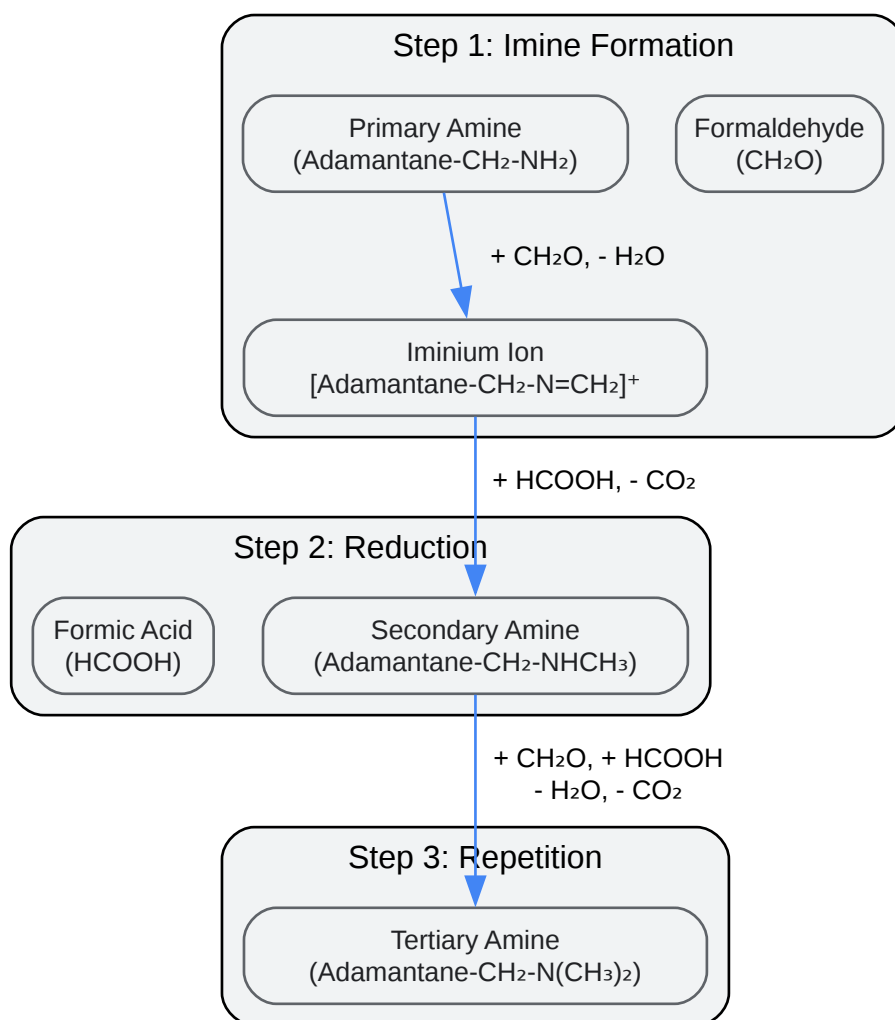 Step 1: Imine Formation
Primary Amine
(Adamantane-CH₂-NH₂)
Formaldehyde
(CH₂O)
+ CH₂O, - H₂O
Iminium Ion
[Adamantane-CH₂-N=CH₂]⁺
+ HCOOH, - CO₂
Step 2: Reduction
Formic Acid
(HCOOH)
Secondary Amine
(Adamantane-CH₂-NHCH₃)
+ CH₂O, + HCOOH
- H₂O, - CO₂
Step 3: Repetition
Tertiary Amine
(Adamantane-CH₂-N(CH₃)₂)